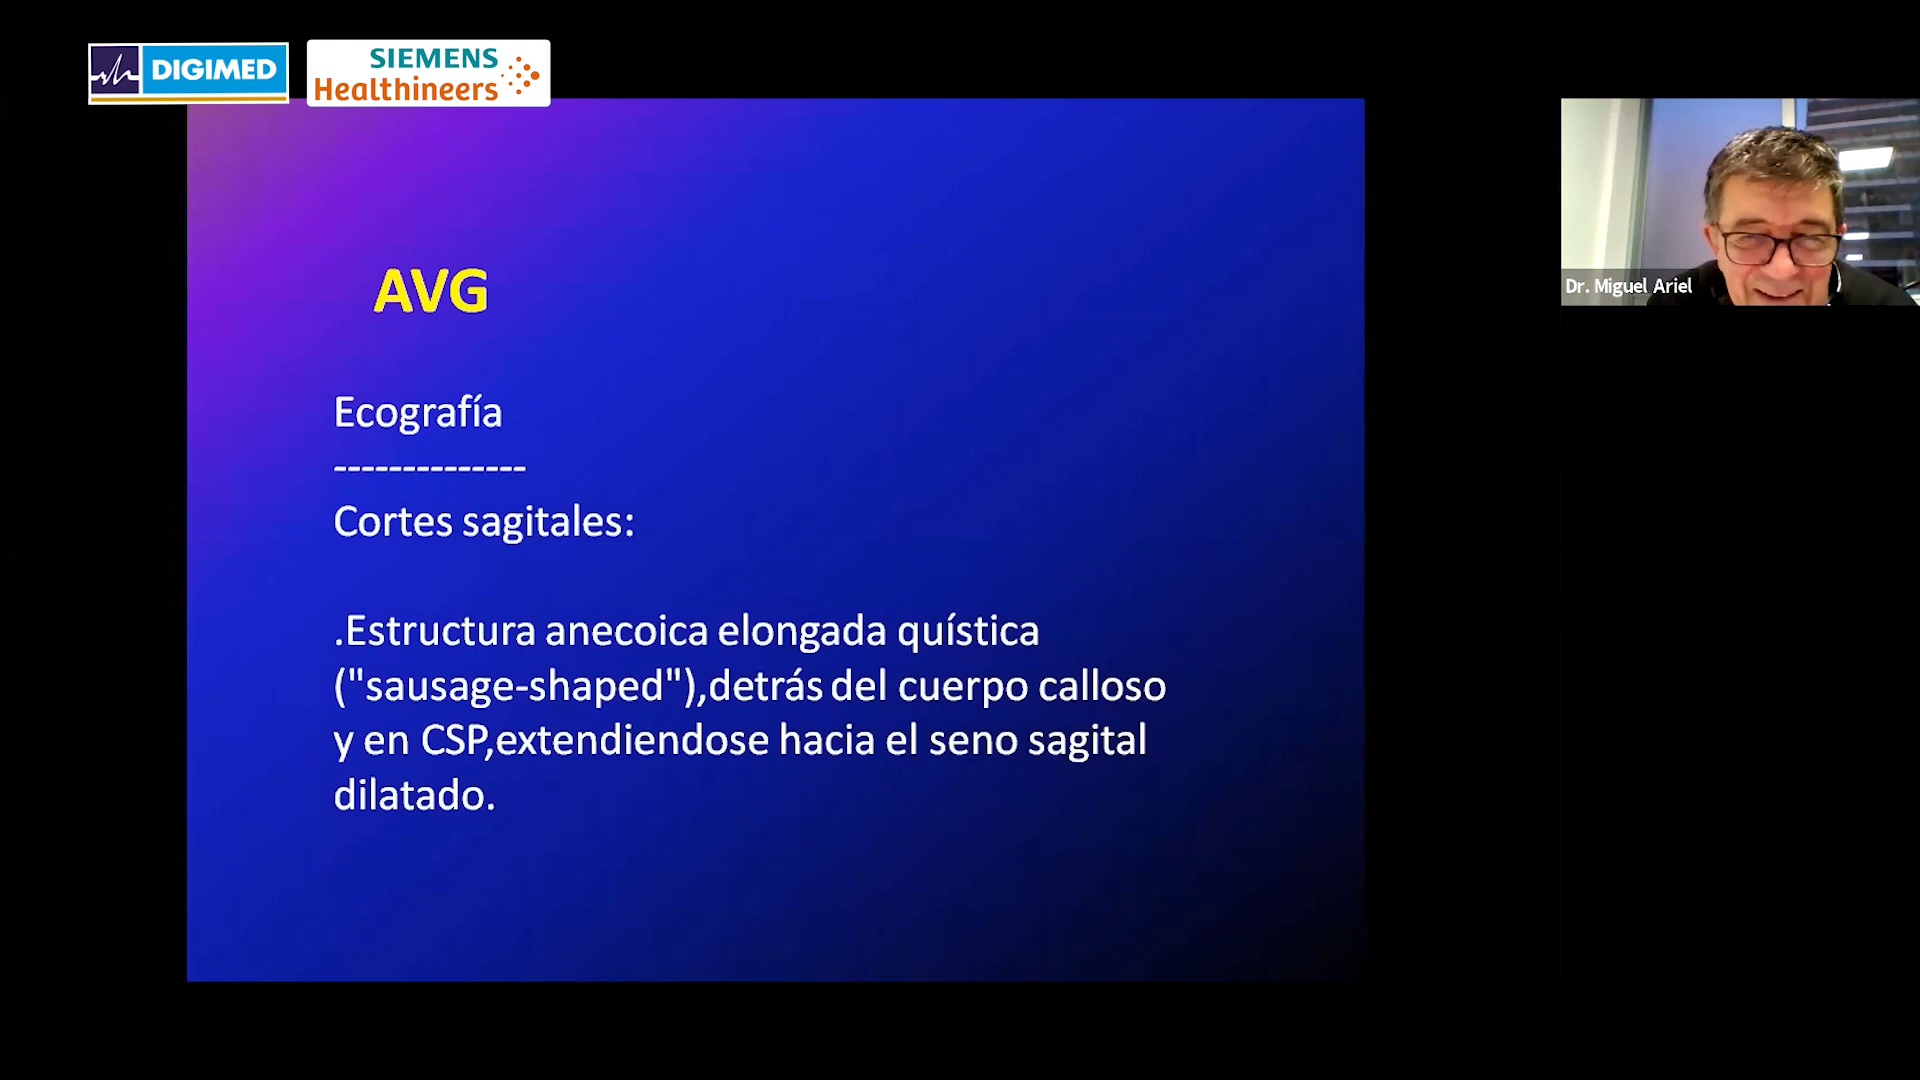 DIGIMED
SIEMENS
Healthineers
AVG
Ecografía
--------------
Cortes sagitales:
.Estructura anecoica elongada quística
("sausage-shaped"),detrás del cuerpo calloso
y en CSP,extendiendose hacia el seno sagital
dilatado.
Dr. Miguel Ariel